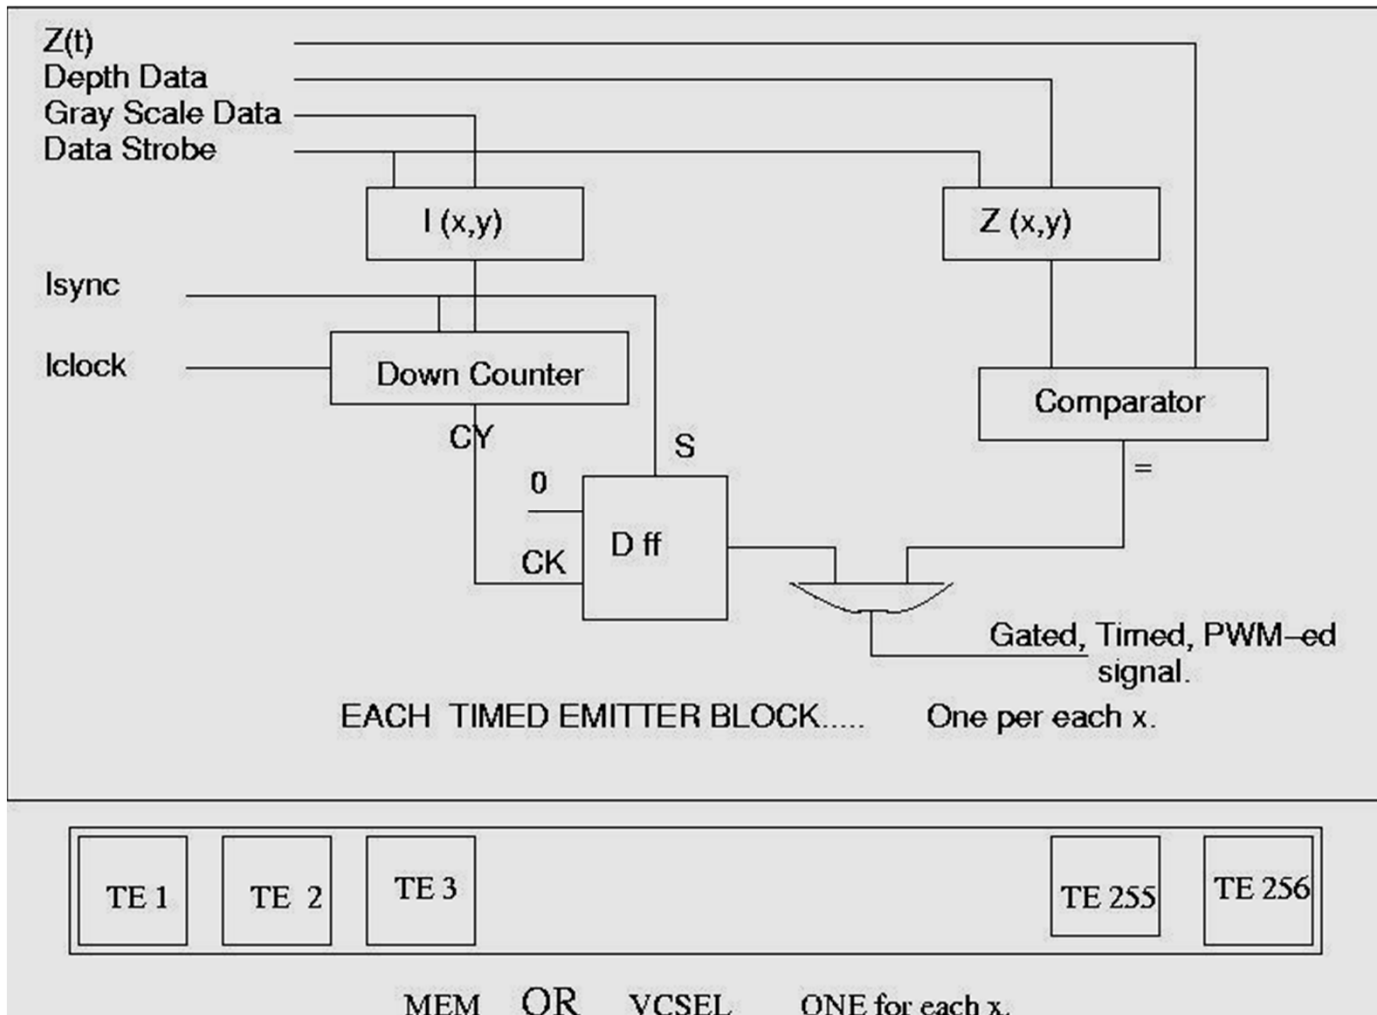 Z(t)
Depth Data
Gray Scale Data
Data Strobe
I (x,y)
Z (x,y)
Isync
Iclock
Down Counter
Comparator
CY
S
=
0
D ff
CK
Gated, Timed, PWM–ed
signal.
EACH TIMED EMITTER BLOCK..... One per each x.
TE 1
TE 2
TE 3
TE 255
TE 256
MEM OR VCSEL ONE for each x.